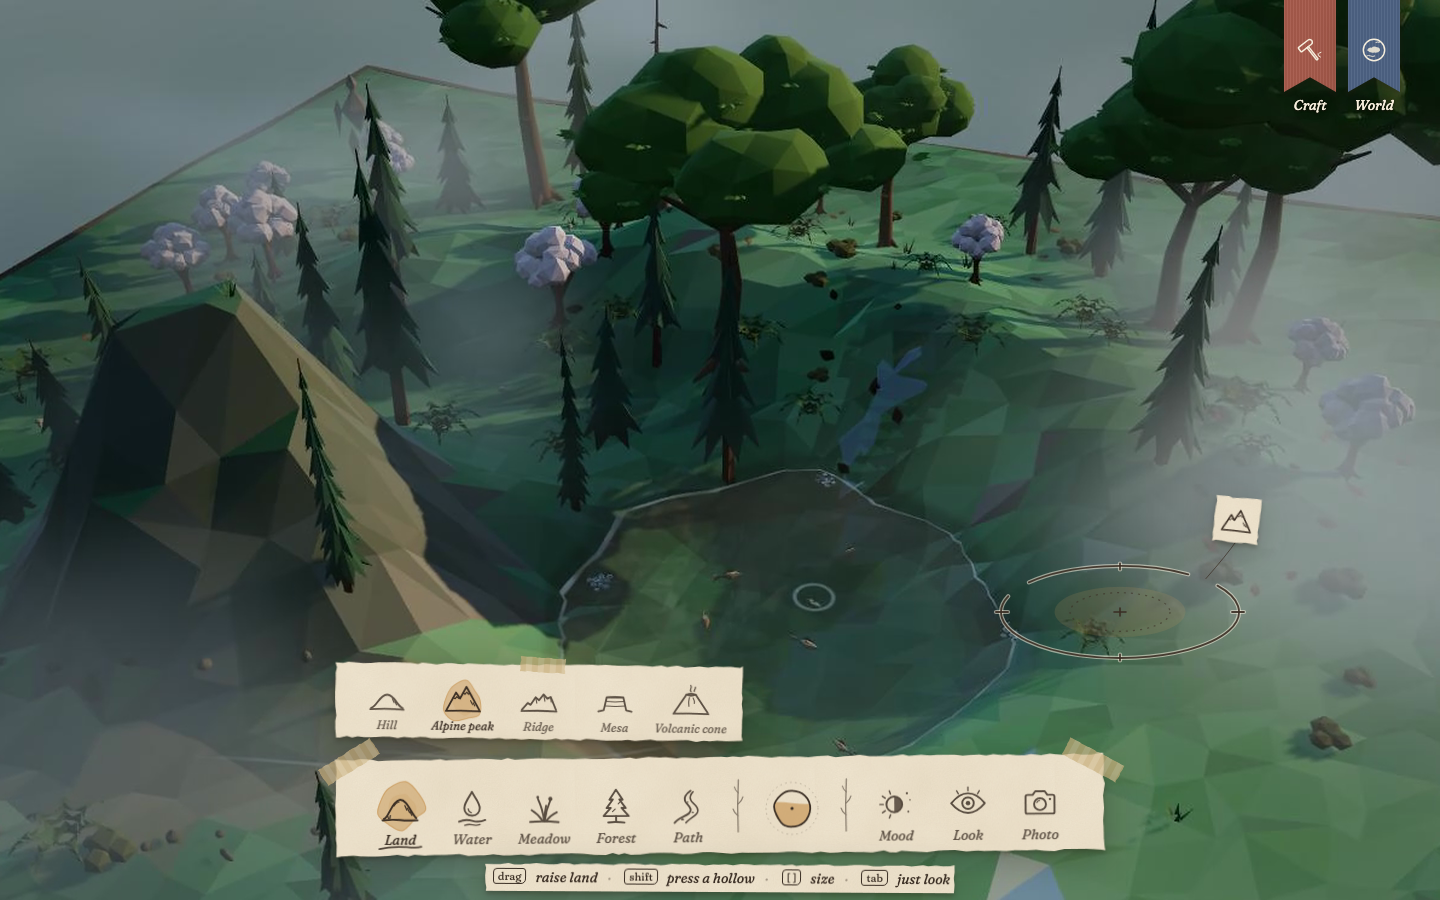 Craft World
Hill Alpine peak Ridge Mesa Volcanic cone
Land Water Meadow Forest Path Mood Look Photo
drag raise land · shift press a hollow · [ ] size · tab just look